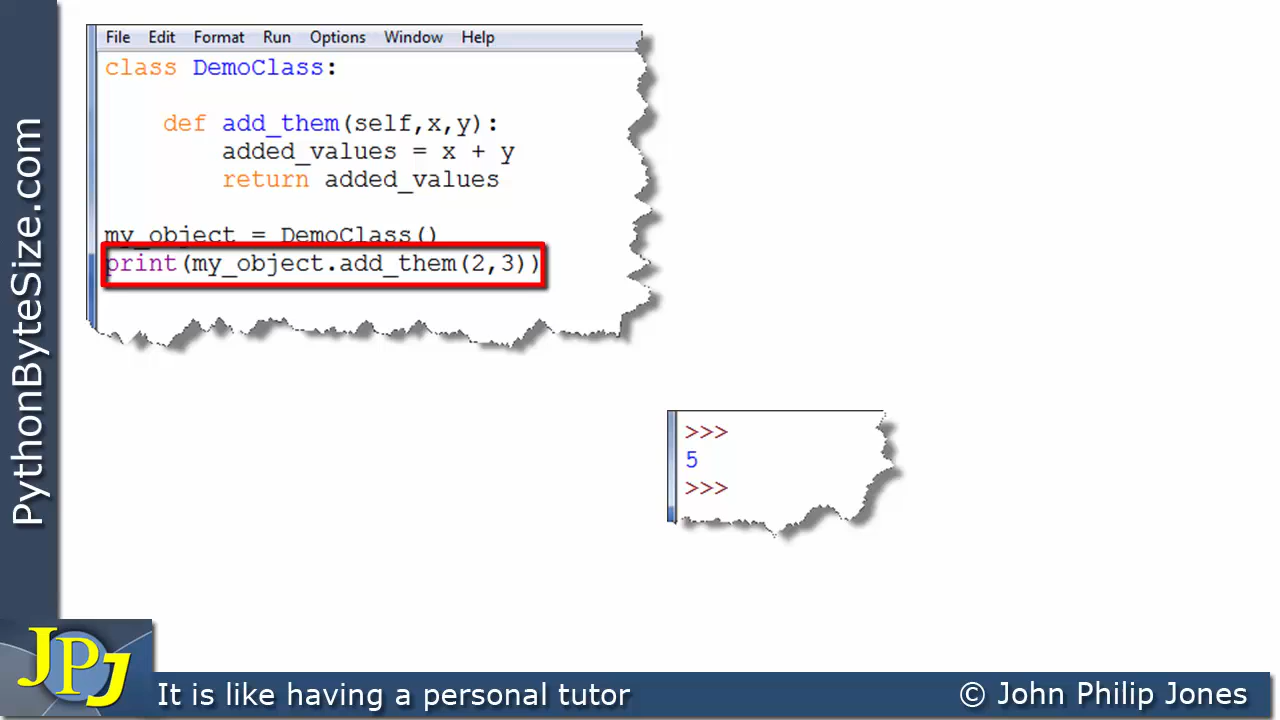 PythonByteSize.com
File Edit Format Run Options Window Help
class DemoClass:
def add_them(self,x,y):
added_values = x + y
return added_values
my_object = DemoClass()
print(my_object.add_them(2,3))
>>>
5
>>>
JPJ
It is like having a personal tutor
© John Philip Jones